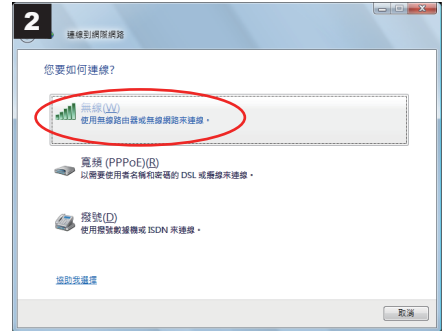 2
連線到網際網路
您要如何連線?
無線(W)
使用無線路由器或無線網路來連線。
寬頻 (PPPoE)(R)
以需要使用者名稱和密碼的 DSL 或纜線來連線。
撥號(D)
使用撥號數據機或 ISDN 來連線。
協助我選擇
取消